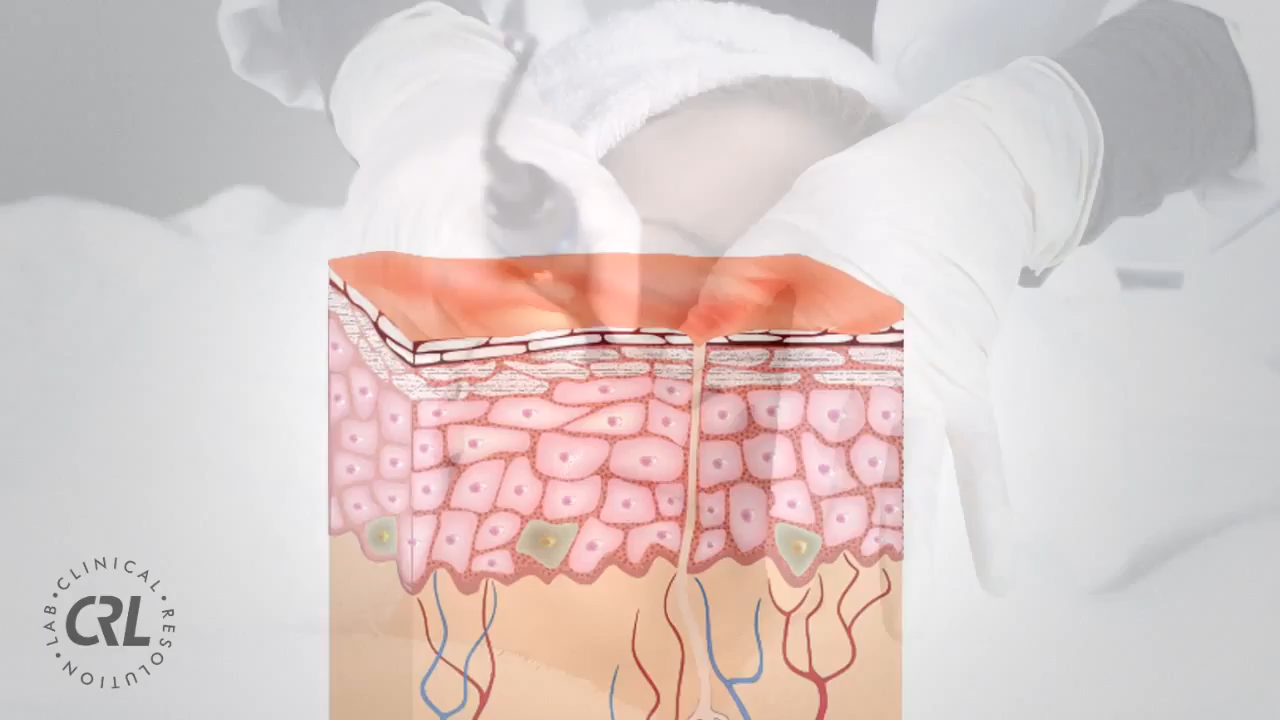 CRL
LAB • CLINICAL • RESOLUTION •